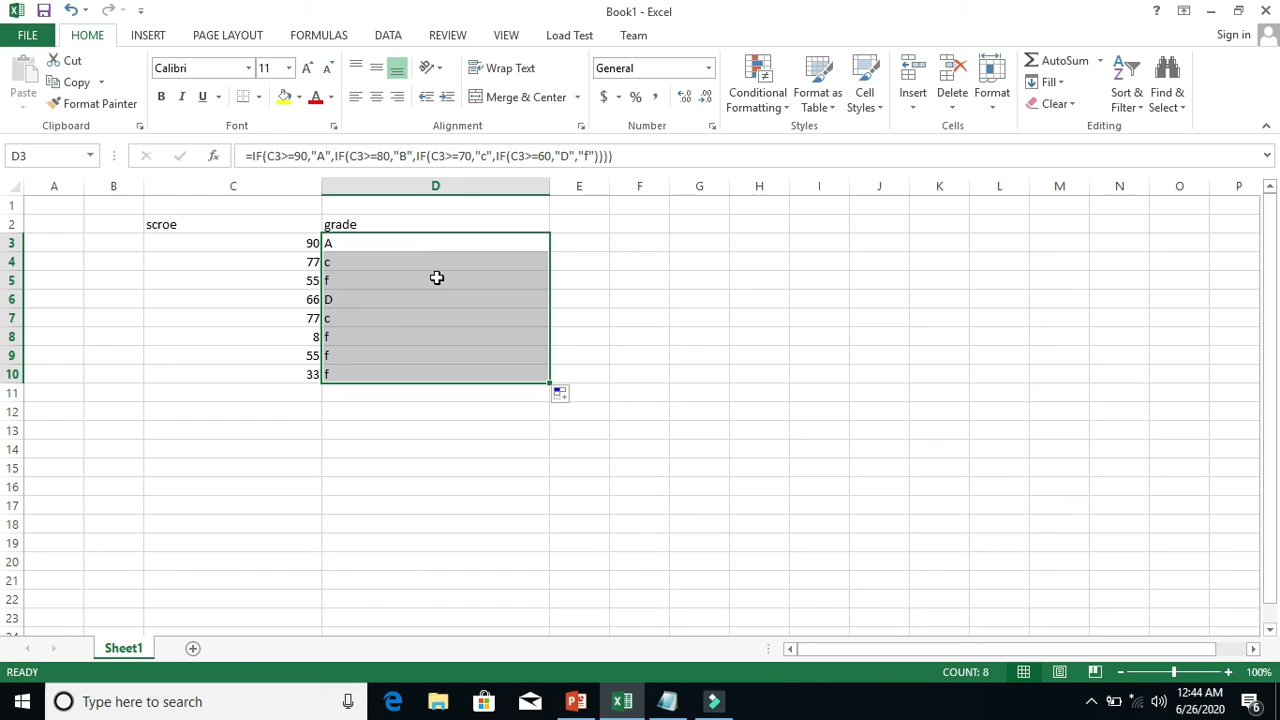 Book1 - Excel
?
FILE HOME INSERT PAGE LAYOUT FORMULAS DATA REVIEW VIEW Load Test Team Sign in
Paste Cut Copy Format Painter Clipboard
Calibri 11 A A B I U A Font
Wrap Text Merge & Center Alignment
General $ % , Number
Conditional Formatting Format as Table Cell Styles Styles
Insert Delete Format Cells
AutoSum Fill Clear Sort & Filter Find & Select Editing
D3 fx =IF(C3>=90,"A",IF(C3>=80,"B",IF(C3>=70,"c",IF(C3>=60,"D","f"))))
A B C D E F G H I J K L M N O P
1
2 scroe grade
3 90 A
4 77 c
5 55 f
6 66 D
7 77 c
8 8 f
9 55 f
10 33 f
11
12
13
14
15
16
17
18
19
20
21
22
23
24
Sheet1
READY COUNT: 8 100%
Type here to search 12:44 AM
6/26/2020 6